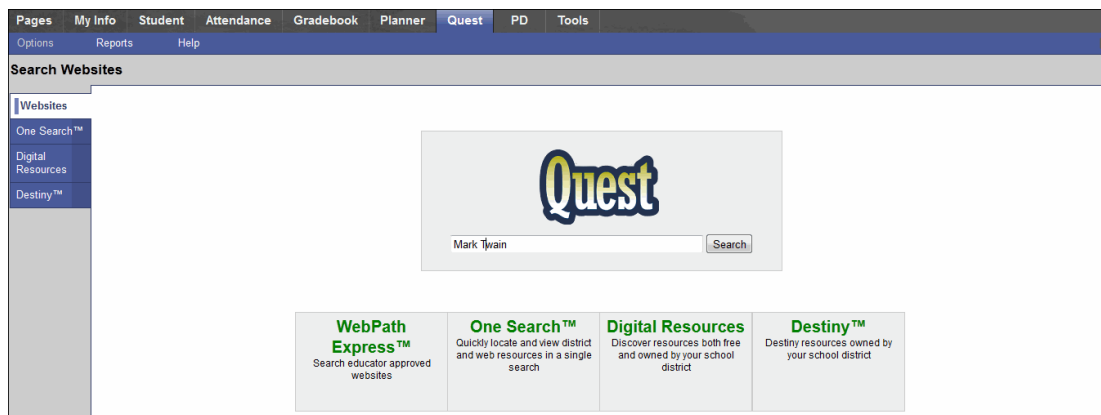 Pages My Info Student Attendance Gradebook Planner Quest PD Tools
Options Reports Help
Search Websites
Websites
One Search™
Digital
Resources
Destiny™
Quest
Mark Twain Search
WebPath
Express™
Search educator approved
websites
One Search™
Quickly locate and view district
and web resources in a single
search
Digital Resources
Discover resources both free
and owned by your school
district
Destiny™
Destiny resources owned by
your school district